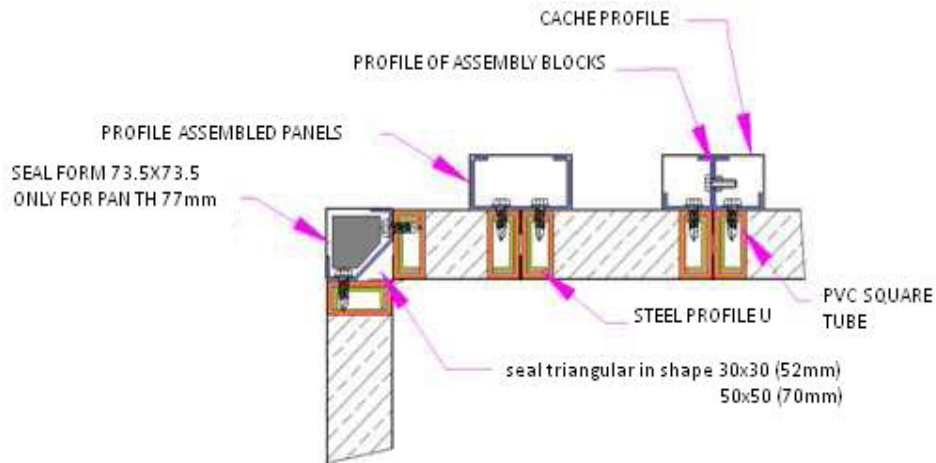 CACHE PROFILE
PROFILE OF ASSEMBLY BLOCKS
PROFILE ASSEMBLED PANELS
SEAL FORM 73.5X73.5
ONLY FOR PAN TH 77mm
STEEL PROFILE U
PVC SQUARE
TUBE
seal triangular in shape 30x30 (52mm)
50x50 (70mm)